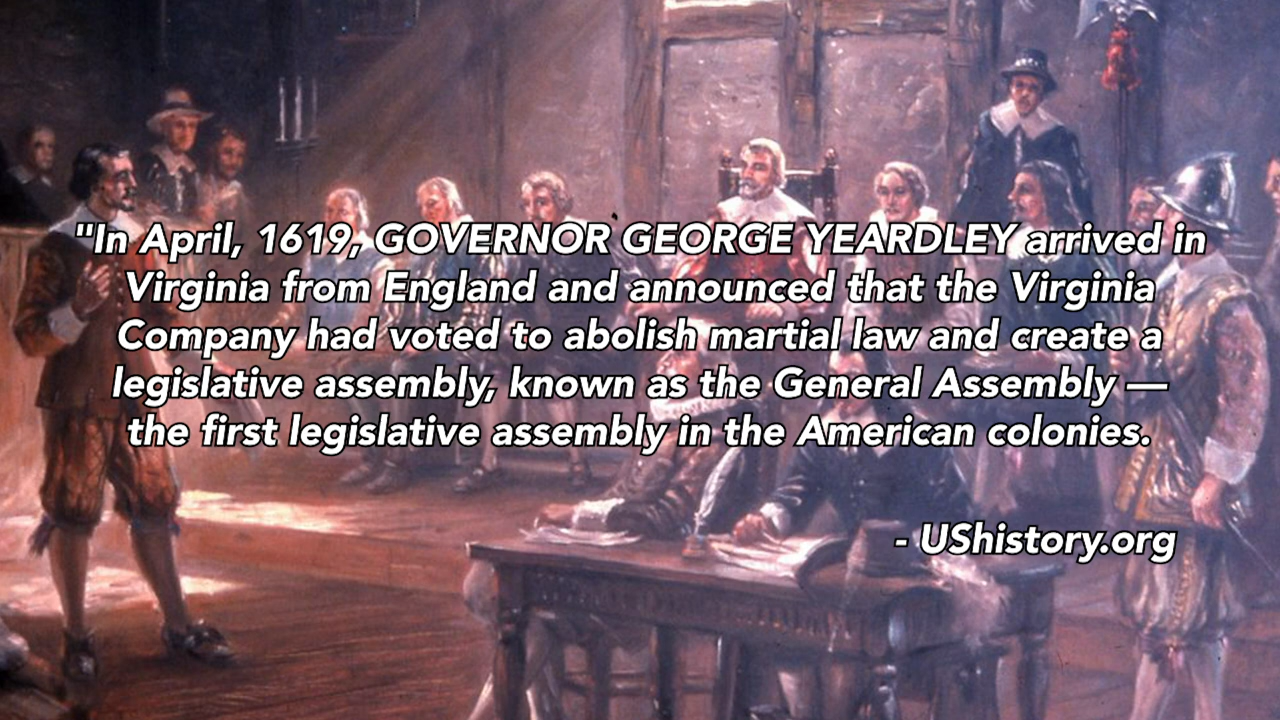 "In April, 1619, GOVERNOR GEORGE YEARDLEY arrived in
Virginia from England and announced that the Virginia
Company had voted to abolish martial law and create a
legislative assembly, known as the General Assembly —
the first legislative assembly in the American colonies.
- UShistory.org